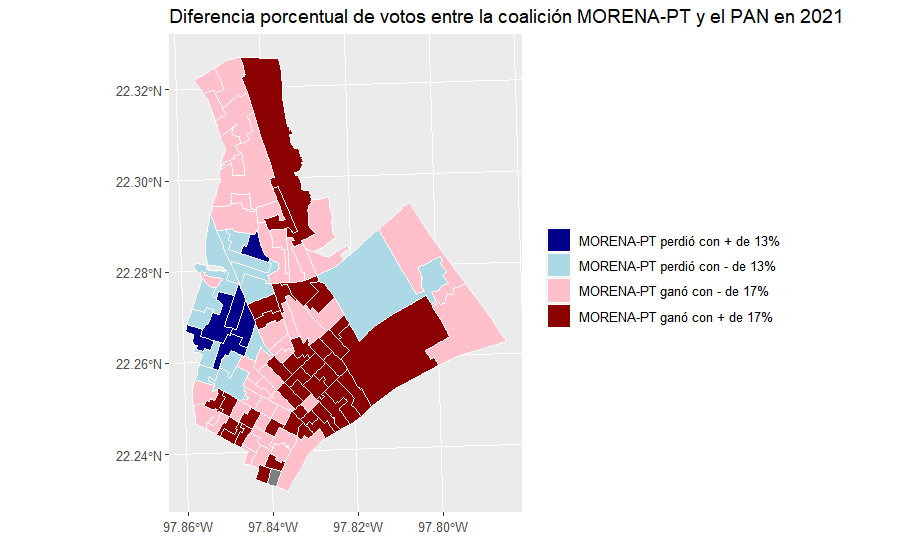 Diferencia porcentual de votos entre la coalición MORENA-PT y el PAN en 2021
22.32°N
22.30°N
22.28°N
22.26°N
22.24°N
97.86°W 97.84°W 97.82°W 97.80°W
MORENA-PT perdió con + de 13%
MORENA-PT perdió con - de 13%
MORENA-PT ganó con - de 17%
MORENA-PT ganó con + de 17%